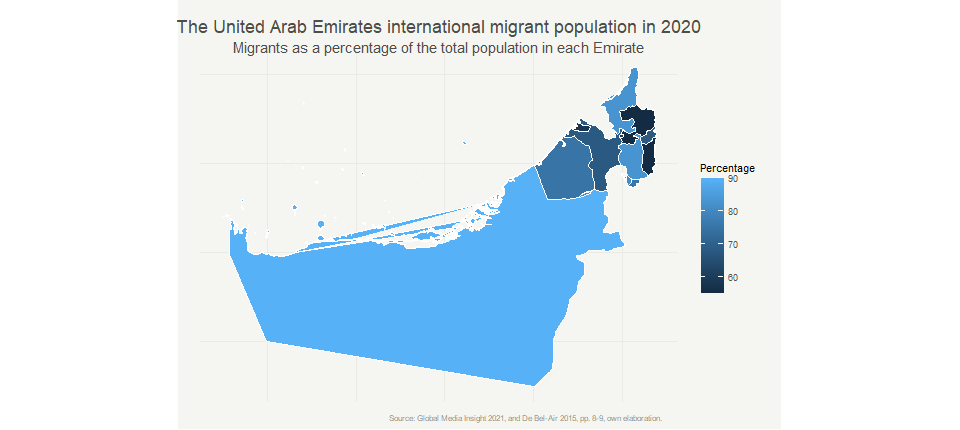 The United Arab Emirates international migrant population in 2020
Migrants as a percentage of the total population in each Emirate
Percentage
90
80
70
60
Source: Global Media Insight 2021, and De Bel-Air 2015, pp. 8-9, own elaboration.